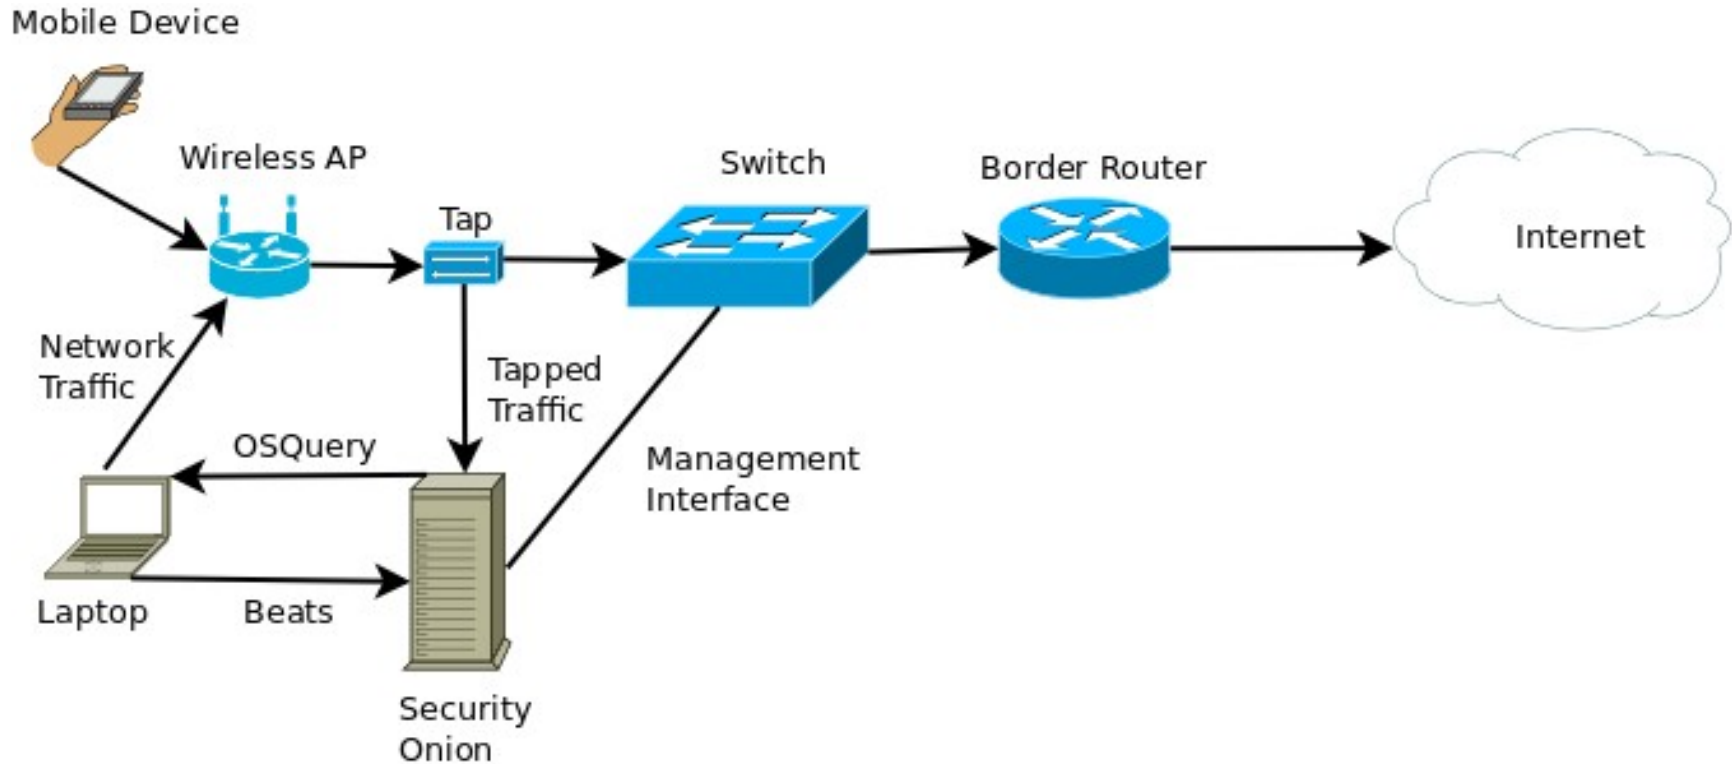 Mobile Device
Wireless AP
Tap
Switch
Border Router
Internet
Network
Traffic
Tapped
Traffic
OSQuery
Management
Interface
Laptop
Beats
Security
Onion